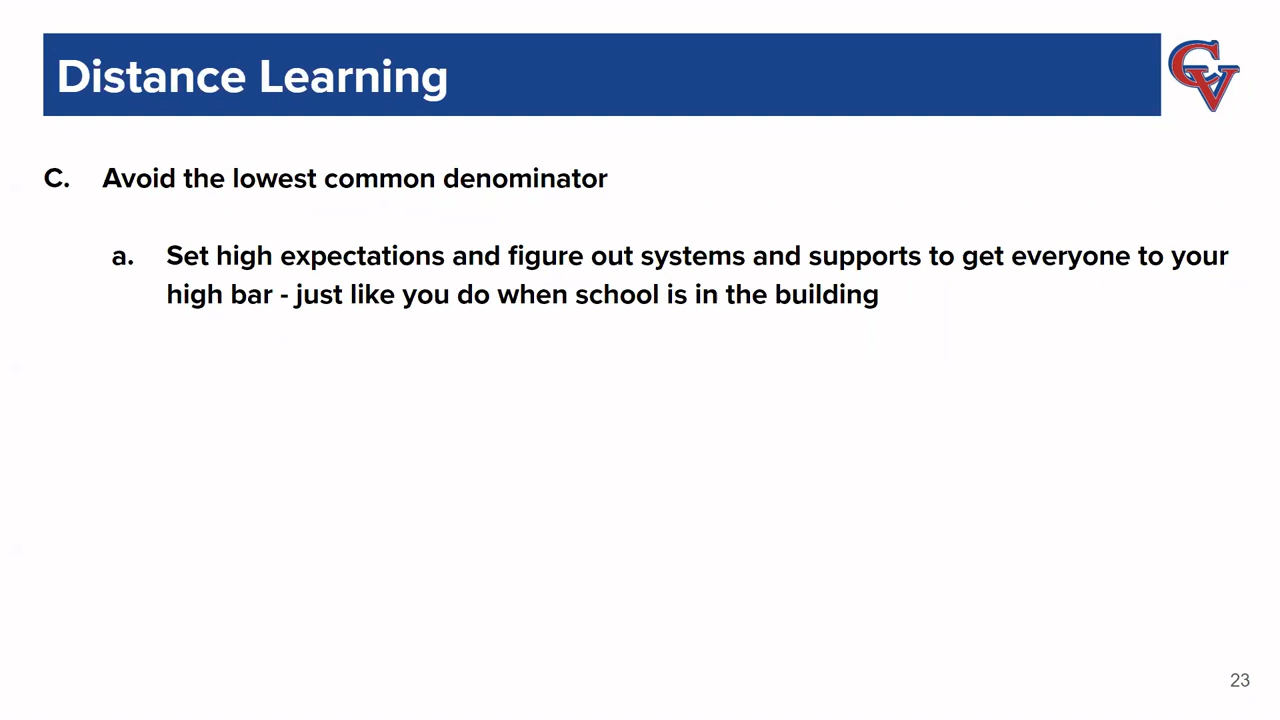 Distance Learning
CV
C. Avoid the lowest common denominator
a. Set high expectations and figure out systems and supports to get everyone to your
high bar - just like you do when school is in the building
23